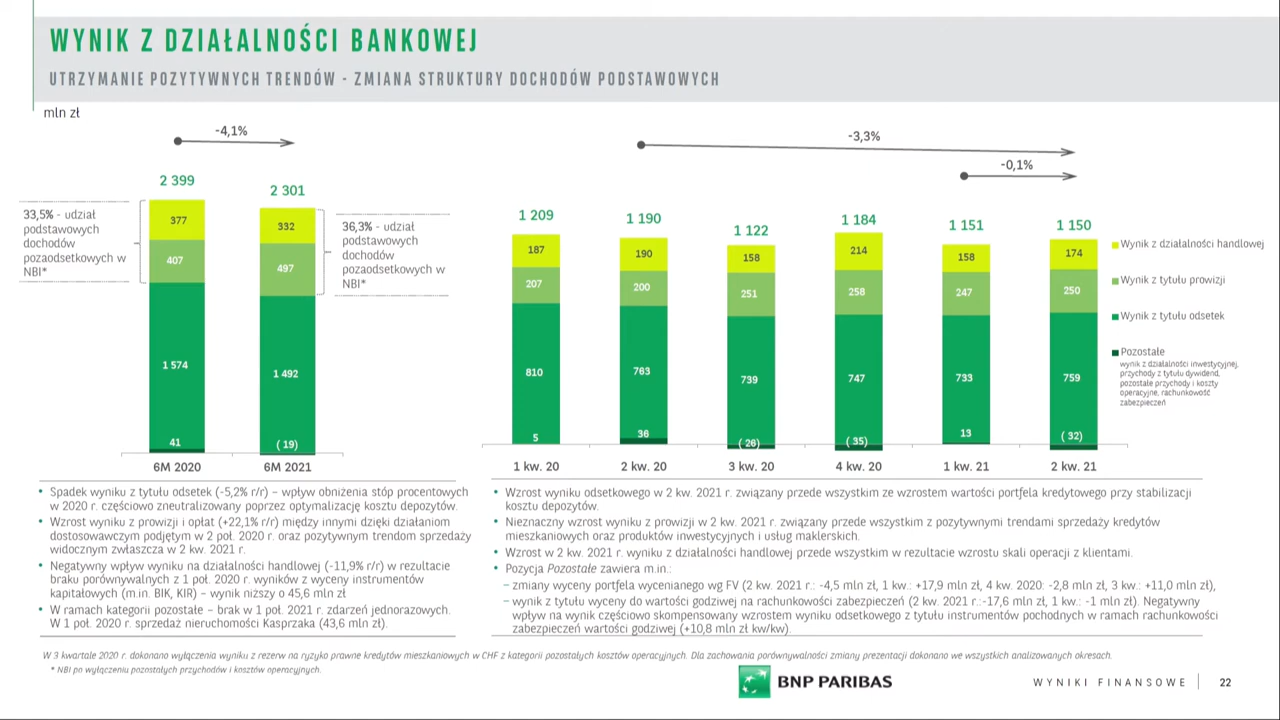 WYNIK Z DZIAŁALNOŚCI BANKOWEJ
UTRZYMANIE POZYTYWNYCH TRENDÓW - ZMIANA STRUKTURY DOCHODÓW PODSTAWOWYCH
mln zł
-4,1%
2 399
2 301
33,5% - udział
podstawowych
dochodów
pozaodsetkowych w
NBI*
377
407
1 574
41
332
497
1 492
( 19)
36,3% - udział
podstawowych
dochodów
pozaodsetkowych w
NBI*
6M 2020
6M 2021
-3,3%
-0,1%
1 209
1 190
1 122
1 184
1 151
1 150
187
190
158
214
158
174
207
200
251
258
247
250
810
763
739
747
733
759
5
36
( 26)
( 35)
13
( 32)
1 kw. 20
2 kw. 20
3 kw. 20
4 kw. 20
1 kw. 21
2 kw. 21
Wynik z działalności handlowej
Wynik z tytułu prowizji
Wynik z tytułu odsetek
Pozostałe
wynik z działalności inwestycyjnej,
przychody z tytułu dywidend,
pozostałe przychody i koszty
operacyjne, rachunkowość
zabezpieczeń
• Spadek wyniku z tytułu odsetek (-5,2% r/r) – wpływ obniżenia stóp procentowych
w 2020 r. częściowo zneutralizowany poprzez optymalizację kosztu depozytów.
• Wzrost wyniku z prowizji i opłat (+22,1% r/r) między innymi dzięki działaniom
dostosowawczym podjętym w 2 poł. 2020 r. oraz pozytywnym trendom sprzedaży
widocznym zwłaszcza w 2 kw. 2021 r.
• Negatywny wpływ wyniku na działalności handlowej (-11,9% r/r) w rezultacie
braku porównywalnych z 1 poł. 2020 r. wyników z wyceny instrumentów
kapitałowych (m.in. BIK, KIR) – wynik niższy o 45,6 mln zł
• W ramach kategorii pozostałe – brak w 1 poł. 2021 r. zdarzeń jednorazowych.
W 1 poł. 2020 r. sprzedaż nieruchomości Kasprzaka (43,6 mln zł).
• Wzrost wyniku odsetkowego w 2 kw. 2021 r. związany przede wszystkim ze wzrostem wartości portfela kredytowego przy stabilizacji
kosztu depozytów.
• Nieznaczny wzrost wyniku z prowizji w 2 kw. 2021 r. związany przede wszystkim z pozytywnymi trendami sprzedaży kredytów
mieszkaniowych oraz produktów inwestycyjnych i usług maklerskich.
• Wzrost w 2 kw. 2021 r. wyniku z działalności handlowej przede wszystkim w rezultacie wzrostu skali operacji z klientami.
• Pozycja Pozostałe zawiera m.in.:
– zmiany wyceny portfela wycenianego wg FV (2 kw. 2021 r.: -4,5 mln zł, 1 kw.: +17,9 mln zł, 4 kw. 2020: -2,8 mln zł, 3 kw.: +11,0 mln zł),
– wynik z tytułu wyceny do wartości godziwej na rachunkowości zabezpieczeń (2 kw. 2021 r.:-17,6 mln zł, 1 kw.: -1 mln zł). Negatywny
wpływ na wynik częściowo skompensowany wzrostem wyniku odsetkowego z tytułu instrumentów pochodnych w ramach rachunkowości
zabezpieczeń wartości godziwej (+10,8 mln zł kw/kw).
W 3 kwartale 2020 r. dokonano wyłączenia wyniku z rezerw na ryzyko prawne kredytów mieszkaniowych w CHF z kategorii pozostałych kosztów operacyjnych. Dla zachowania porównywalności zmiany prezentacji dokonano we wszystkich analizowanych okresach.
* NBI po wyłączeniu pozostałych przychodów i kosztów operacyjnych.
BNP PARIBAS
WYNIKI FINANSOWE
22